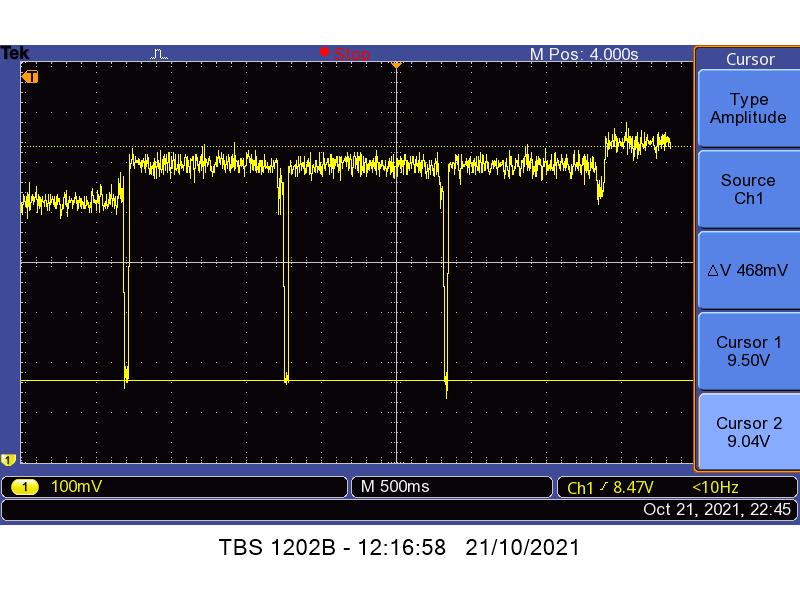 Tek
Stop
M Pos: 4.000s
Cursor
T
Type
Amplitude
Source
Ch1
△V 468mV
Cursor 1
9.50V
Cursor 2
9.04V
1
1 100mV
M 500ms
Ch1 8.47V <10Hz
Oct 21, 2021, 22:45
TBS 1202B - 12:16:58 21/10/2021